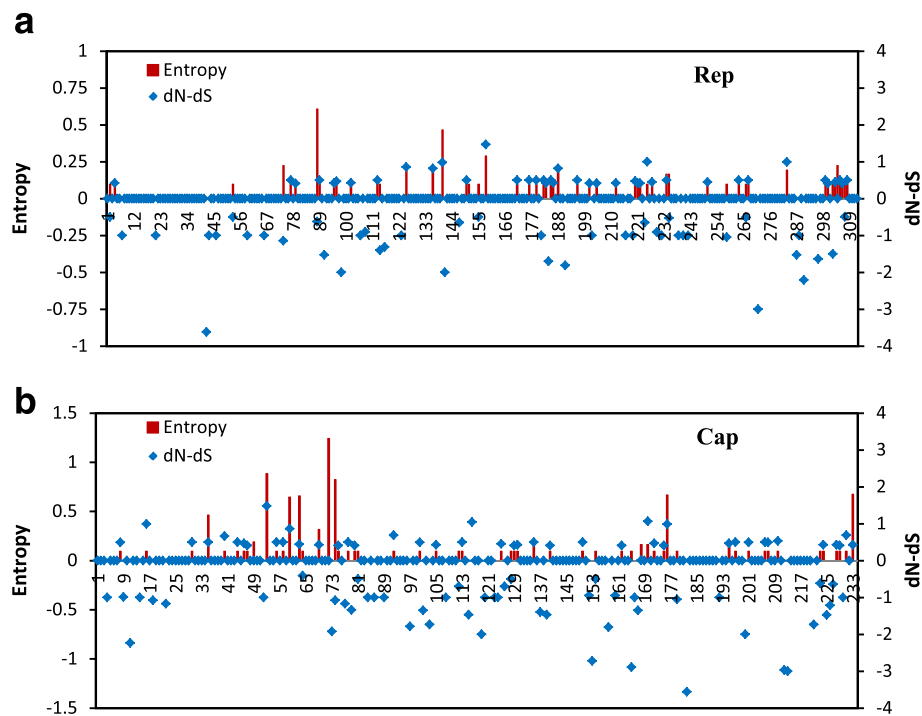 a
1 4
0.75 Entropy Rep 3
0.5 dN-dS 2
0.25 1
0 0
1 12 23 34 45 56 67 78 89 100 111 122 133 144 155 166 177 188 199 210 221 232 243 254 265 276 287 298 309
-0.25 -1
-0.5 -2
-0.75 -3
-1 -4
Entropy
dN-dS
b
1.5 4
Entropy Cap 3
1 dN-dS 2
0.5 1
0 0
1 9 17 25 33 41 49 57 65 73 81 89 97 105 113 121 129 137 145 153 161 169 177 185 193 201 209 217 225 233
-0.5 -1
-1 -2
-3
-1.5 -4
Entropy
dN-dS